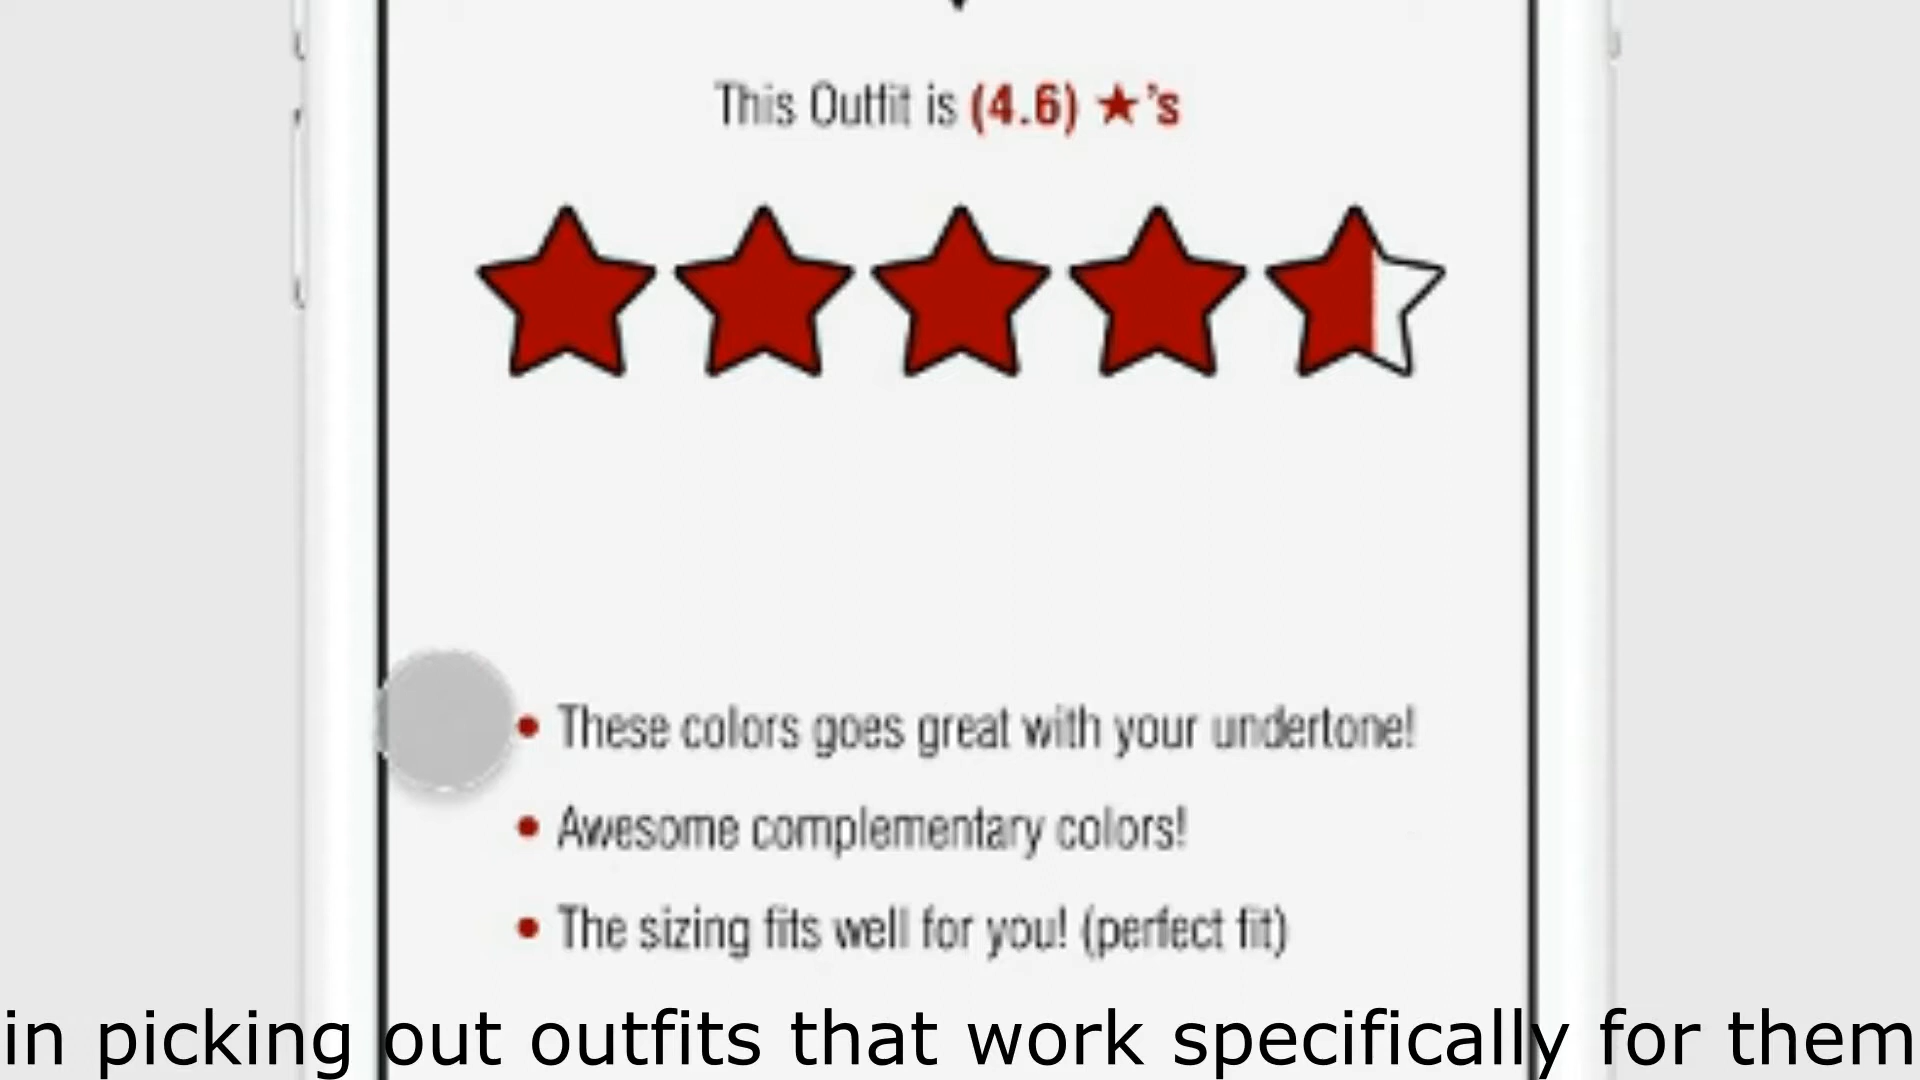 This Outfit is (4.6) ★'s
• These colors goes great with your undertone!
• Awesome complementary colors!
• The sizing fits well for you! (perfect fit)
in picking out outfits that work specifically for them